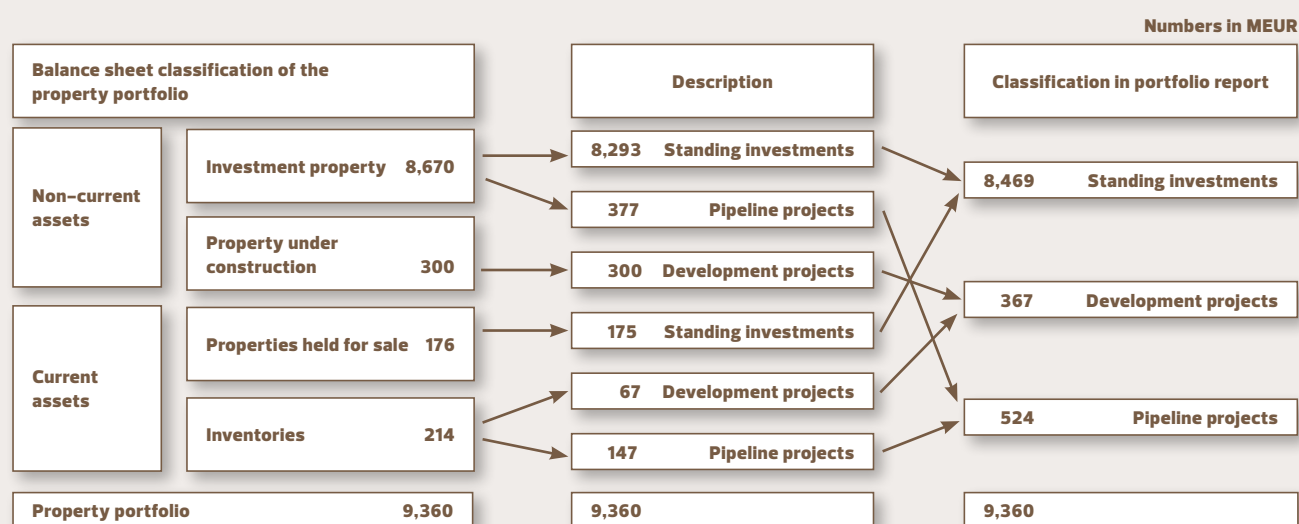 Numbers in MEUR
Balance sheet classification of the
property portfolio
Description
Classification in portfolio report
Non–current
assets
Investment property 8,670
Property under
construction 300
Current
assets
Properties held for sale 176
Inventories 214
8,293 Standing investments
377 Pipeline projects
300 Development projects
175 Standing investments
67 Development projects
147 Pipeline projects
8,469 Standing investments
367 Development projects
524 Pipeline projects
Property portfolio 9,360
9,360
9,360